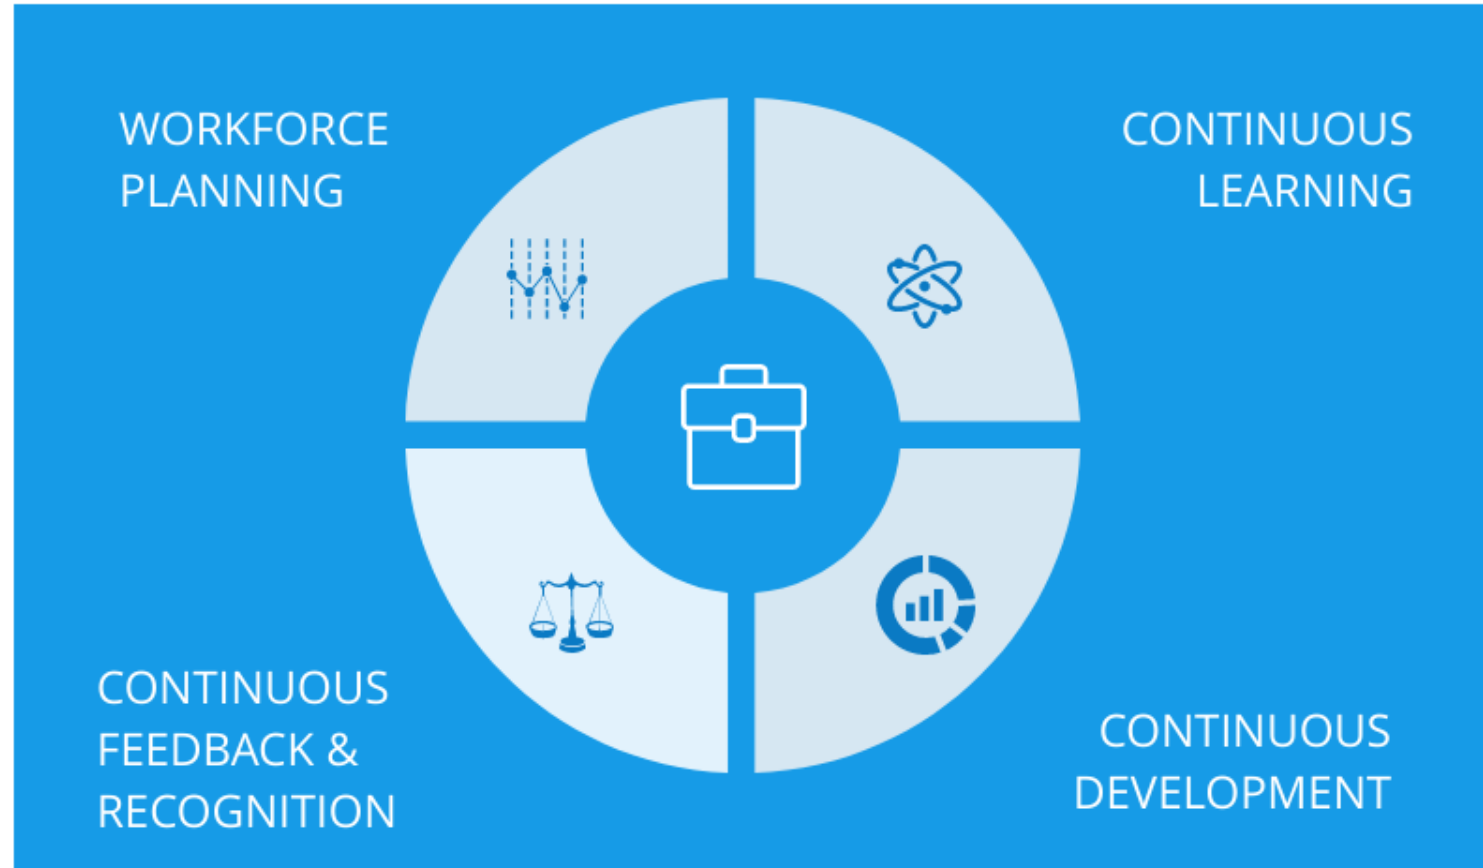 WORKFORCE
PLANNING
CONTINUOUS
LEARNING
CONTINUOUS
FEEDBACK &
RECOGNITION
CONTINUOUS
DEVELOPMENT